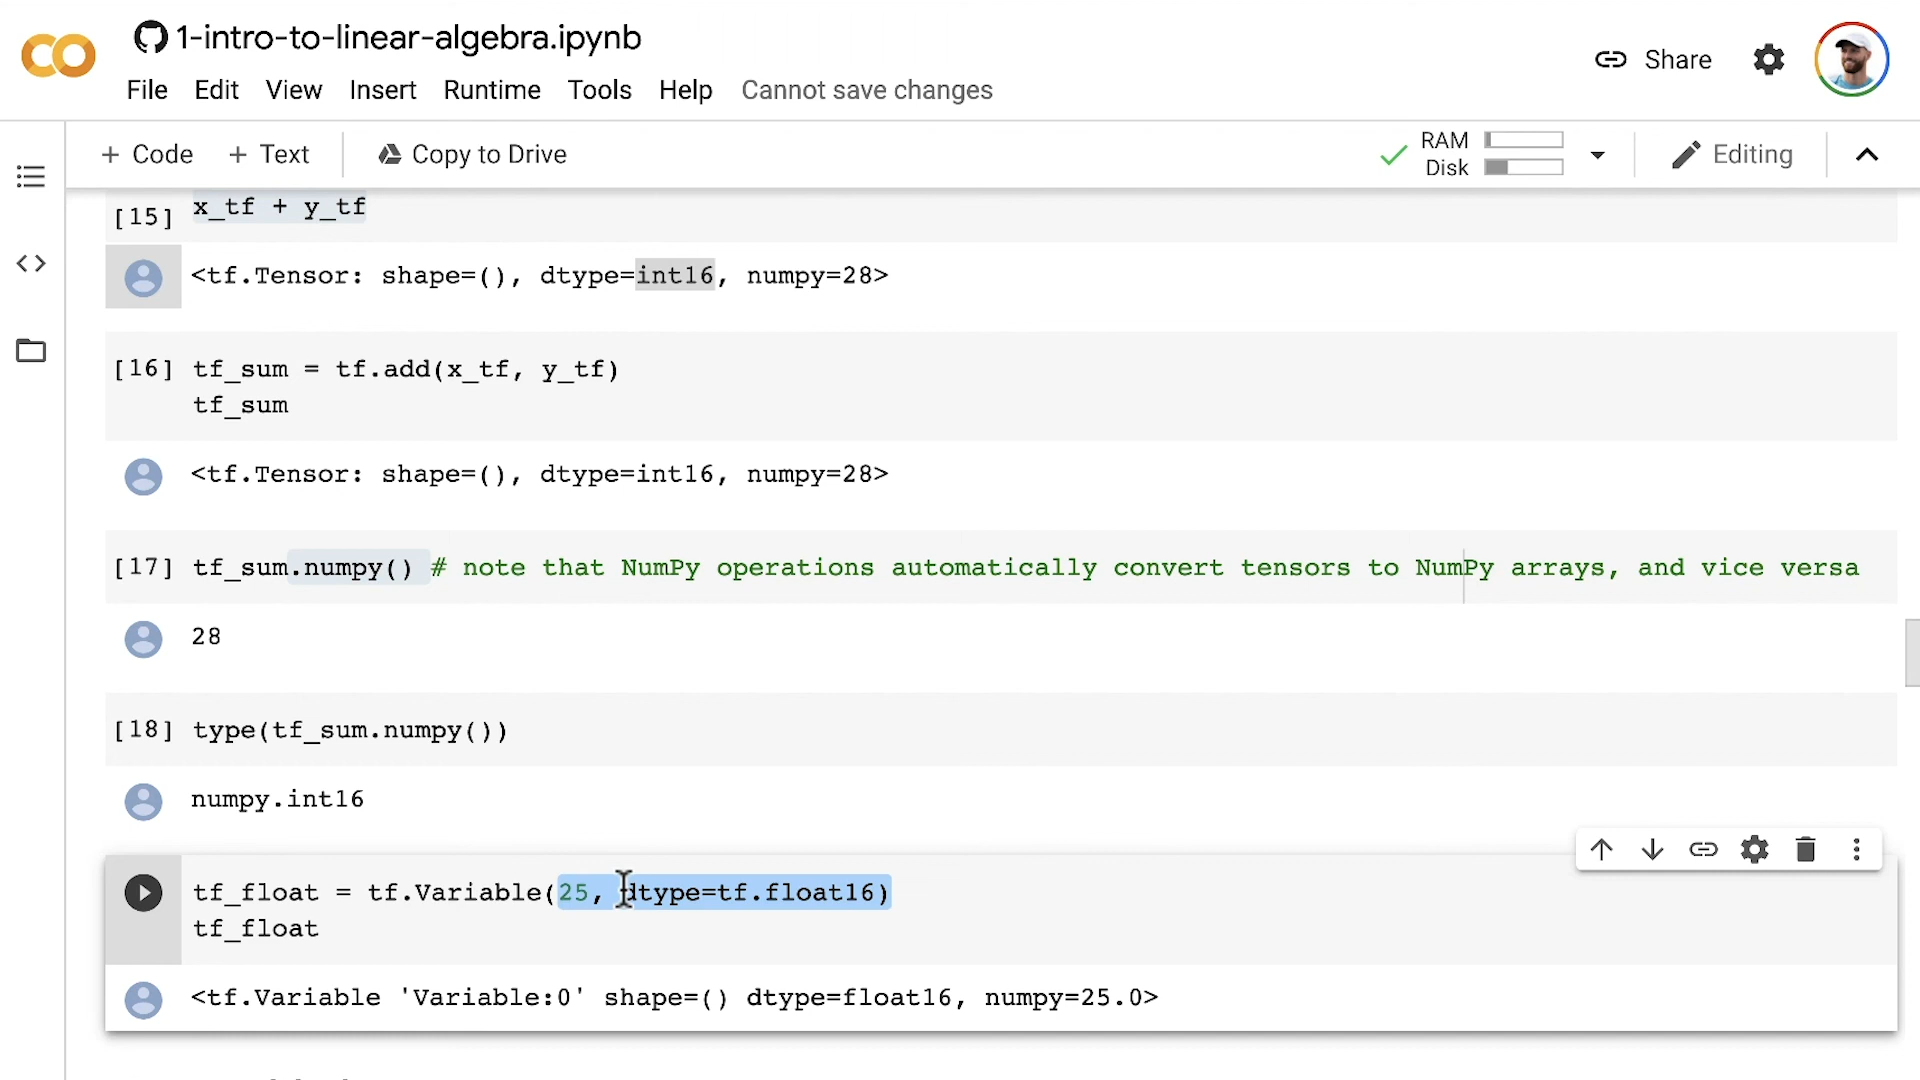 1-intro-to-linear-algebra.ipynb
File Edit View Insert Runtime Tools Help Cannot save changes
Share
+ Code + Text Copy to Drive
RAM
Disk
Editing
[15] x_tf + y_tf
<tf.Tensor: shape=(), dtype=int16, numpy=28>
[16] tf_sum = tf.add(x_tf, y_tf)
tf_sum
<tf.Tensor: shape=(), dtype=int16, numpy=28>
[17] tf_sum.numpy() # note that NumPy operations automatically convert tensors to NumPy arrays, and vice versa
28
[18] type(tf_sum.numpy())
numpy.int16
tf_float = tf.Variable(25, dtype=tf.float16)
tf_float
<tf.Variable 'Variable:0' shape=() dtype=float16, numpy=25.0>